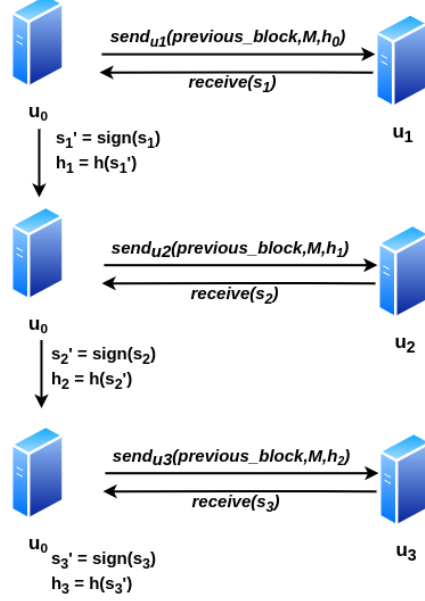 send_u1(previous_block,M,h_0)
receive(s_1)
u_0
u_1
s_1' = sign(s_1)
h_1 = h(s_1')
send_u2(previous_block,M,h_1)
receive(s_2)
u_0
u_2
s_2' = sign(s_2)
h_2 = h(s_2')
send_u3(previous_block,M,h_2)
receive(s_3)
u_0
u_3
s_3' = sign(s_3)
h_3 = h(s_3')